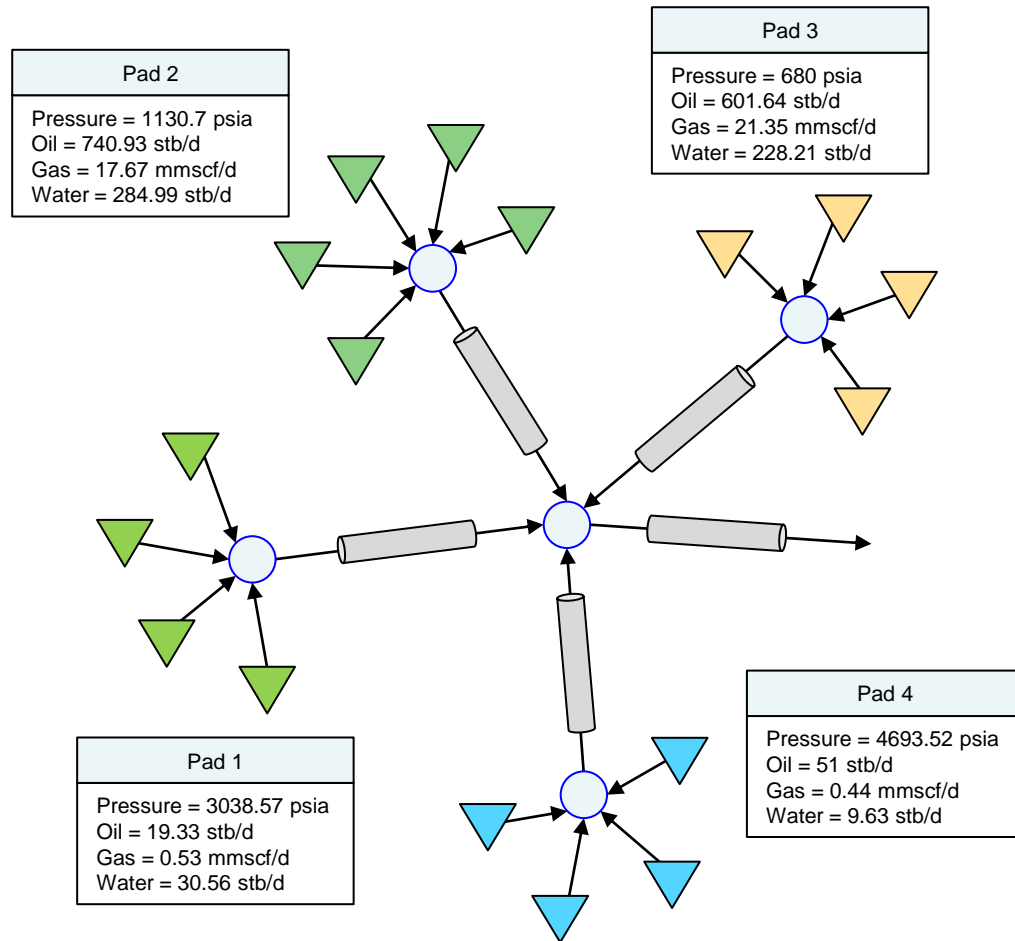 Pad 2
Pressure = 1130.7 psia
Oil = 740.93 stb/d
Gas = 17.67 mmscf/d
Water = 284.99 stb/d
Pad 3
Pressure = 680 psia
Oil = 601.64 stb/d
Gas = 21.35 mmscf/d
Water = 228.21 stb/d
Pad 1
Pressure = 3038.57 psia
Oil = 19.33 stb/d
Gas = 0.53 mmscf/d
Water = 30.56 stb/d
Pad 4
Pressure = 4693.52 psia
Oil = 51 stb/d
Gas = 0.44 mmscf/d
Water = 9.63 stb/d